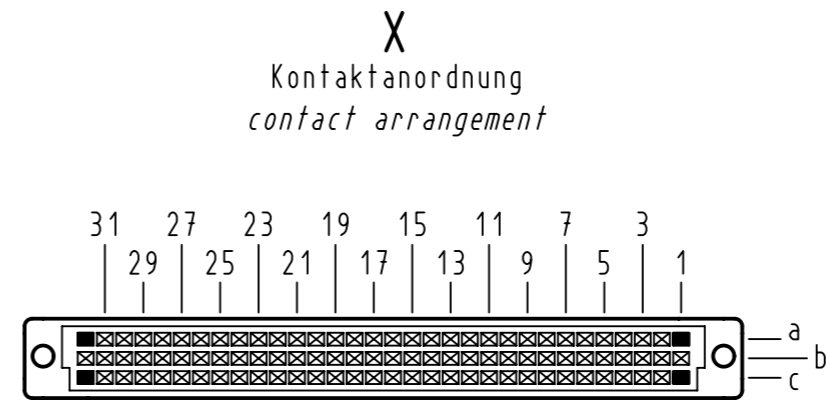 X
Kontaktanordnung
contact arrangement
31 27 23 19 15 11 7 3
29 25 21 17 13 9 5 1
a
b
c